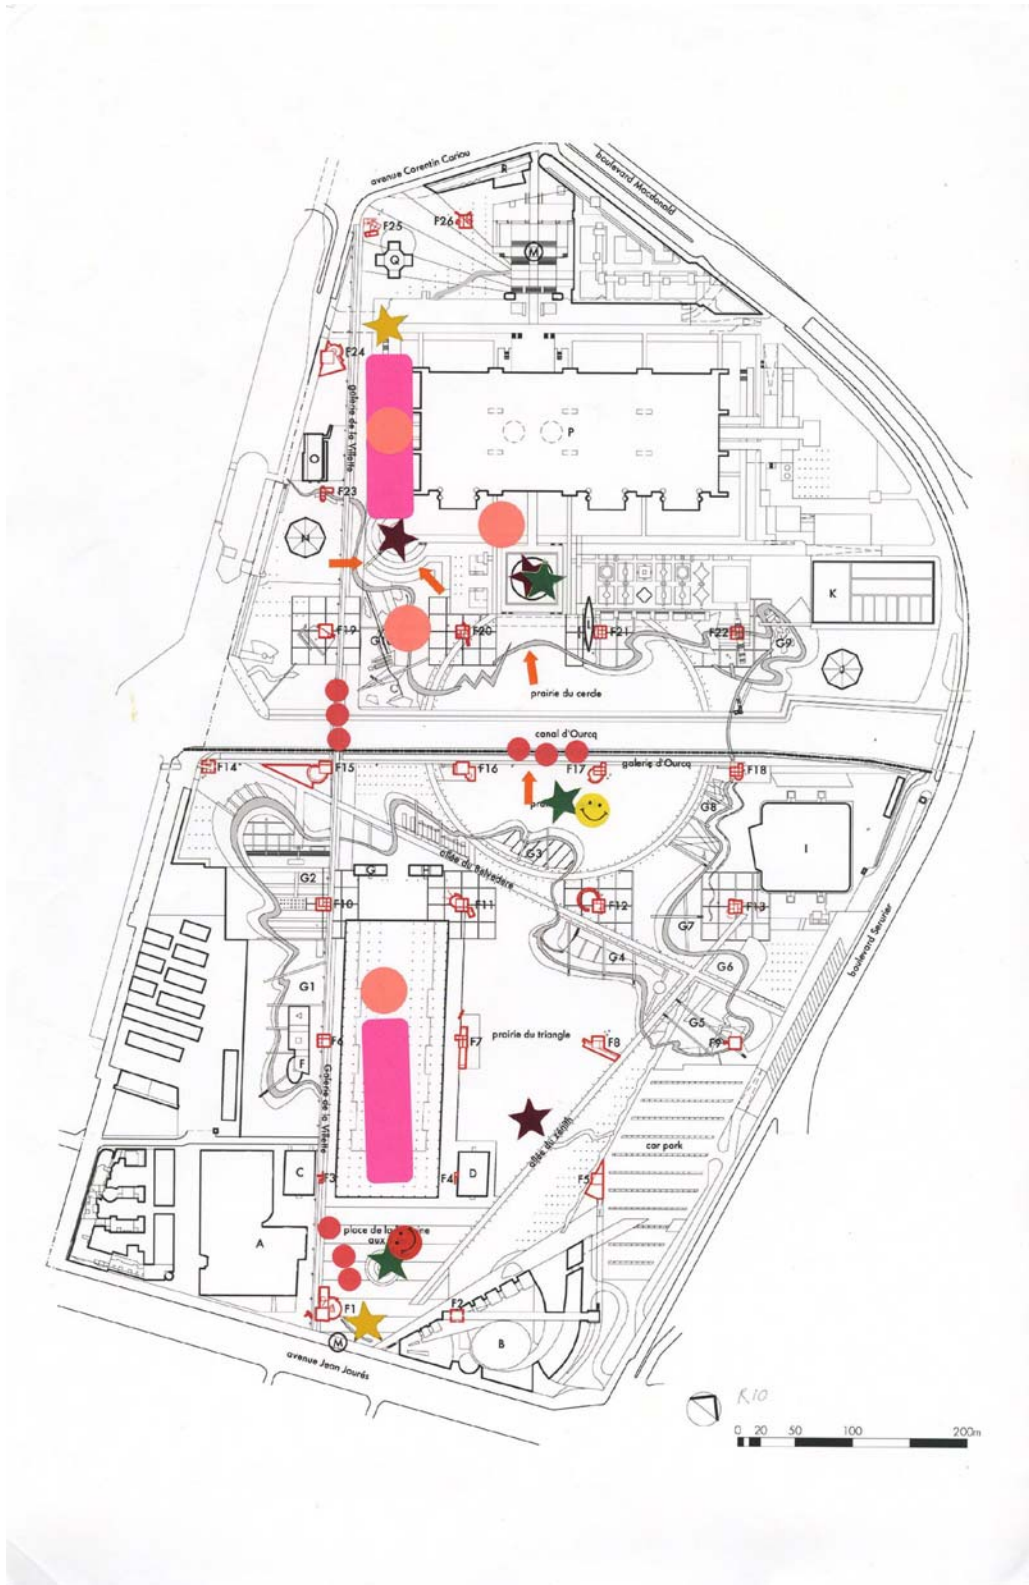 avenue Corentin Cariou
boulevard Macdonald
R
F25
F26
Q
M
F24
galerie de la Villette
P
O
F23
N
K
F19
F20
L
F21
F22
G9
J
prairie du cercle
canal d'Ourcq
galerie d'Ourcq
F14
F15
F16
F17
F18
G8
I
G3
allée du Belvédère
G
H
G2
F10
F11
F12
F13
G7
G4
G6
boulevard Serurier
G1
G5
prairie du triangle
F6
F7
F8
F9
F
Galerie de la Villette
allée du zénith
car park
C
F3
F4
D
F5
place de la
aux
A
F1
F2
M
B
avenue Jean Jaurés
R10
0 20 50 100 200m